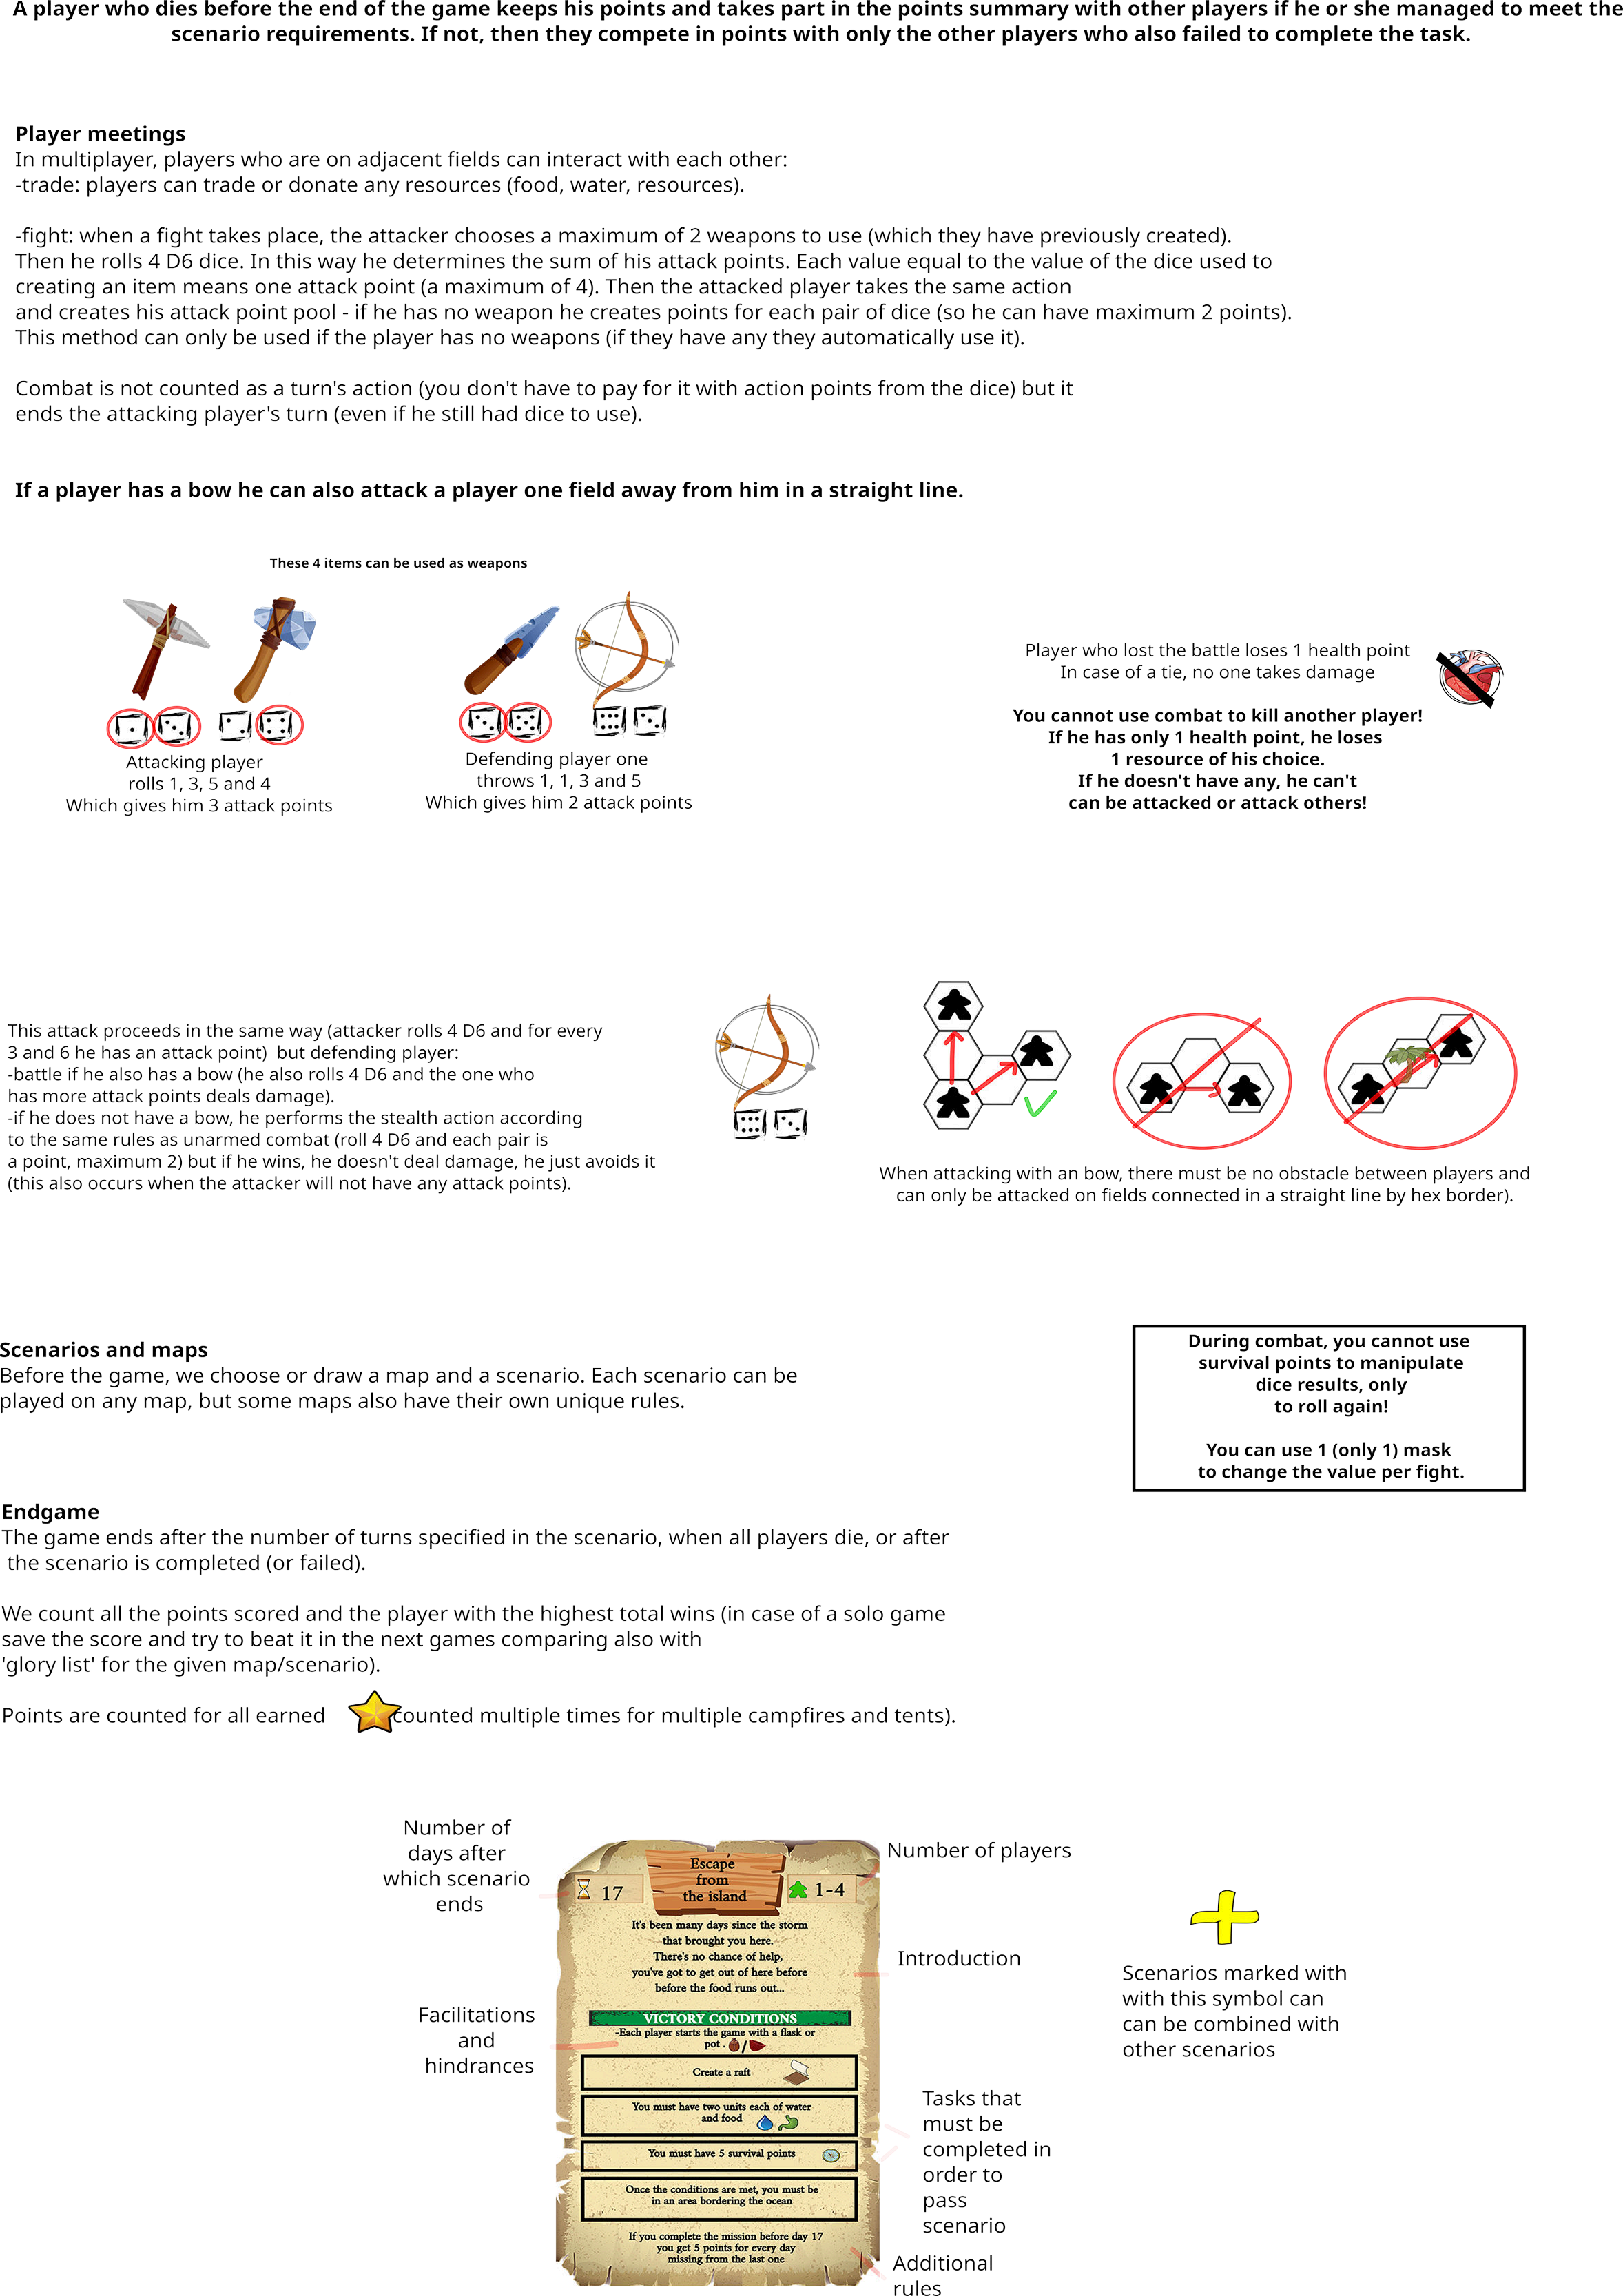 A player who dies before the end of the game keeps his points and takes part in the points summary with other players if he or she managed to meet the
scenario requirements. If not, then they compete in points with only the other players who also failed to complete the task.
Player meetings
In multiplayer, players who are on adjacent fields can interact with each other:
-trade: players can trade or donate any resources (food, water, resources).
-fight: when a fight takes place, the attacker chooses a maximum of 2 weapons to use (which they have previously created).
Then he rolls 4 D6 dice. In this way he determines the sum of his attack points. Each value equal to the value of the dice used to
creating an item means one attack point (a maximum of 4). Then the attacked player takes the same action
and creates his attack point pool - if he has no weapon he creates points for each pair of dice (so he can have maximum 2 points).
This method can only be used if the player has no weapons (if they have any they automatically use it).
Combat is not counted as a turn's action (you don't have to pay for it with action points from the dice) but it
ends the attacking player's turn (even if he still had dice to use).
If a player has a bow he can also attack a player one field away from him in a straight line.
These 4 items can be used as weapons
Attacking player
rolls 1, 3, 5 and 4
Which gives him 3 attack points
Defending player one
throws 1, 1, 3 and 5
Which gives him 2 attack points
Player who lost the battle loses 1 health point
In case of a tie, no one takes damage
You cannot use combat to kill another player!
If he has only 1 health point, he loses
1 resource of his choice.
If he doesn't have any, he can't
can be attacked or attack others!
This attack proceeds in the same way (attacker rolls 4 D6 and for every
3 and 6 he has an attack point)  but defending player:
-battle if he also has a bow (he also rolls 4 D6 and the one who
has more attack points deals damage).
-if he does not have a bow, he performs the stealth action according
to the same rules as unarmed combat (roll 4 D6 and each pair is
a point, maximum 2) but if he wins, he doesn't deal damage, he just avoids it
(this also occurs when the attacker will not have any attack points).
When attacking with an bow, there must be no obstacle between players and
can only be attacked on fields connected in a straight line by hex border).
Scenarios and maps
Before the game, we choose or draw a map and a scenario. Each scenario can be
played on any map, but some maps also have their own unique rules.
During combat, you cannot use
survival points to manipulate
dice results, only
to roll again!
You can use 1 (only 1) mask
to change the value per fight.
Endgame
The game ends after the number of turns specified in the scenario, when all players die, or after
the scenario is completed (or failed).
We count all the points scored and the player with the highest total wins (in case of a solo game
save the score and try to beat it in the next games comparing also with
'glory list' for the given map/scenario).
Points are counted for all earned counted multiple times for multiple campfires and tents).
Number of
days after
which scenario
ends
Number of players
Escape
from
the island
17
1-4
It's been many days since the storm
that brought you here.
There's no chance of help,
you've got to get out of here before
before the food runs out...
Introduction
Scenarios marked with
with this symbol can
can be combined with
other scenarios
Facilitations
and
hindrances
VICTORY CONDITIONS
-Each player starts the game with a flask or
pot . /
Create a raft
You must have two units each of water
and food
You must have 5 survival points
Once the conditions are met, you must be
in an area bordering the ocean
If you complete the mission before day 17
you get 5 points for every day
missing from the last one
Tasks that
must be
completed in
order to
pass
scenario
Additional
rules